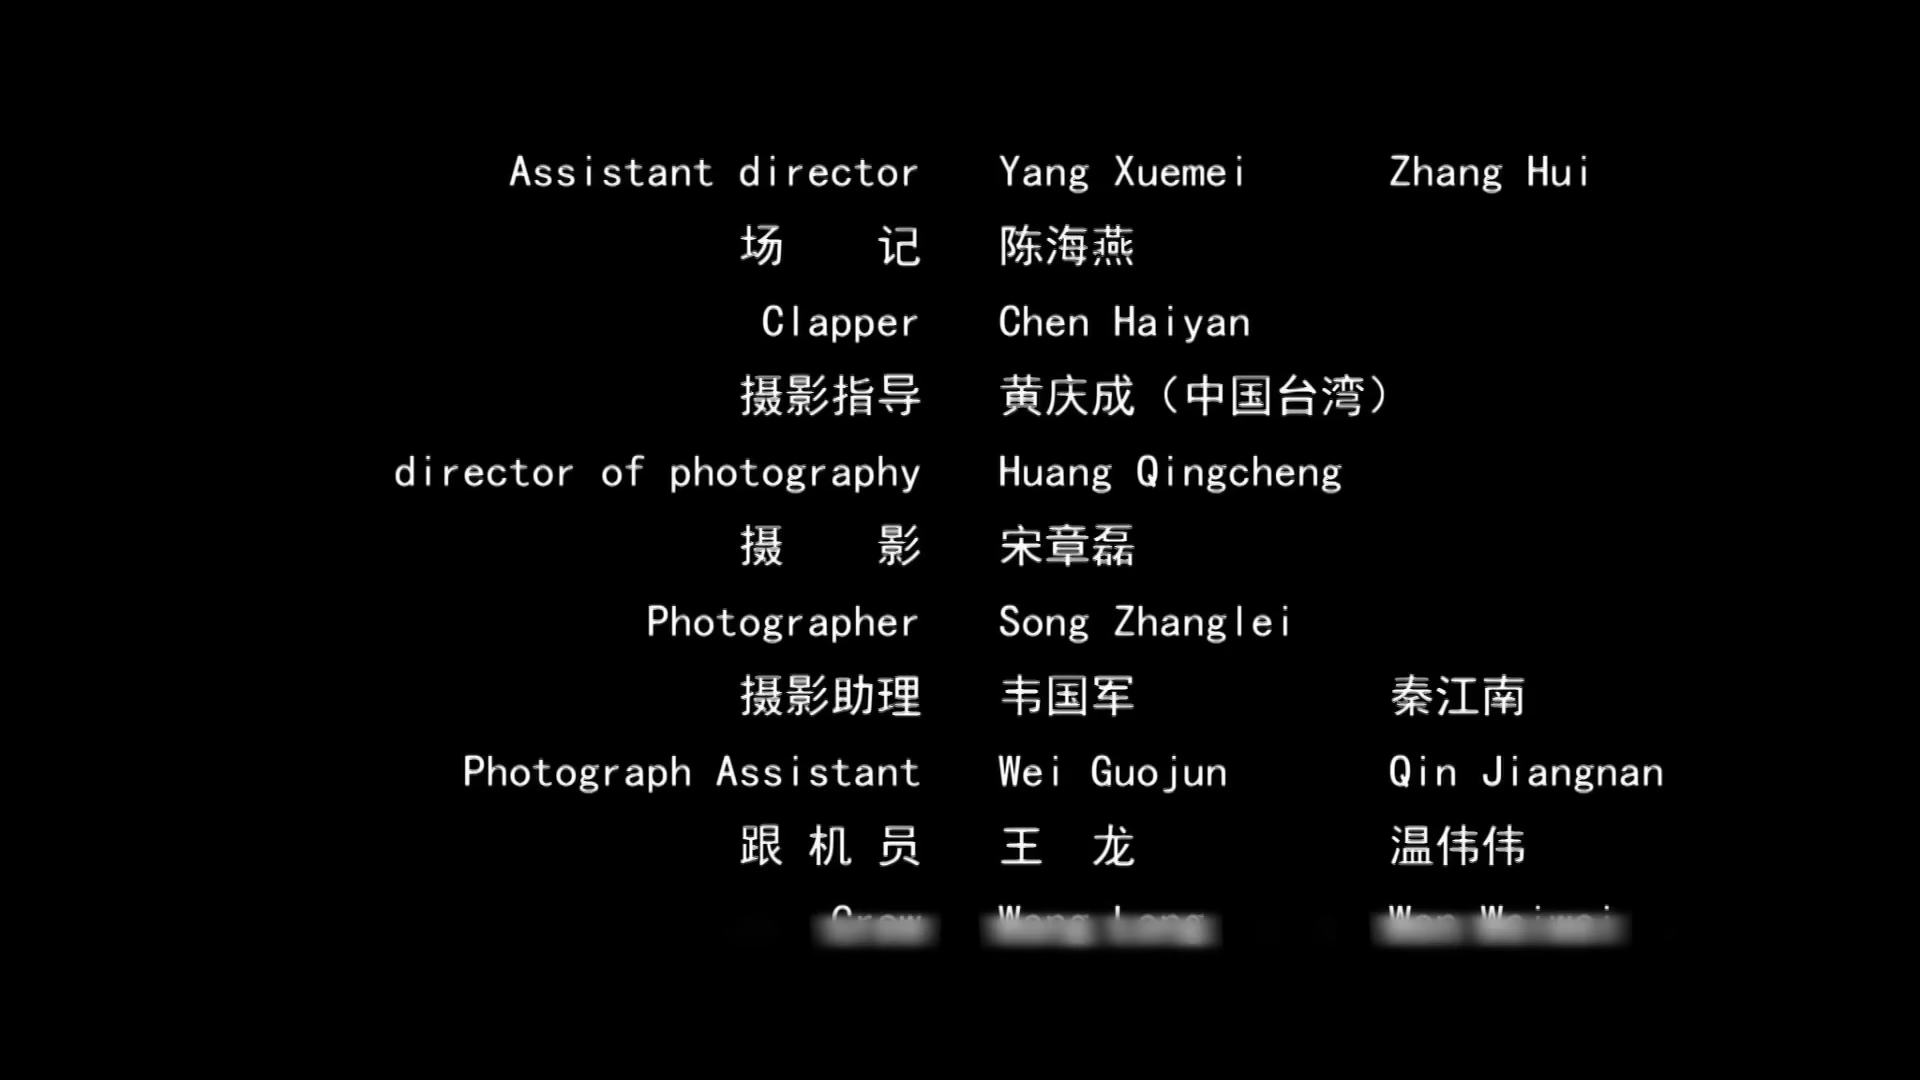 Assistant director Yang Xuemei Zhang Hui
场 记 陈海燕
Clapper Chen Haiyan
摄影指导 黄庆成（中国台湾）
director of photography Huang Qingcheng
摄 影 宋章磊
Photographer Song Zhanglei
摄影助理 韦国军 秦江南
Photograph Assistant Wei Guojun Qin Jiangnan
跟 机 员 王 龙 温伟伟